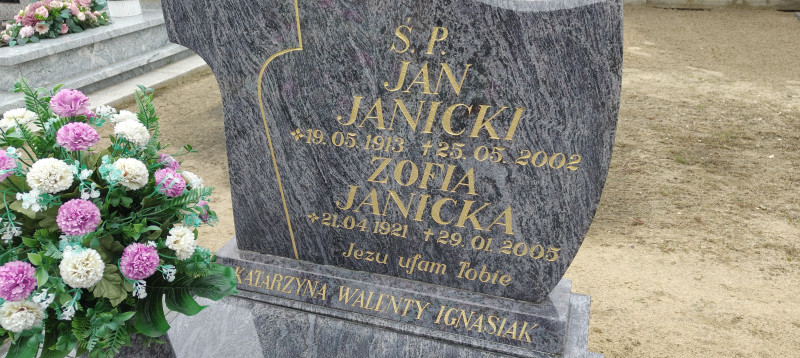 Ś. P.
JAN
JANICKI
19.05.1913 + 25.05.2002
ZOFIA
JANICKA
21.04.1921 + 29.01.2005
Jezu ufam Tobie
KATARZYNA WALENTY IGNASIAK